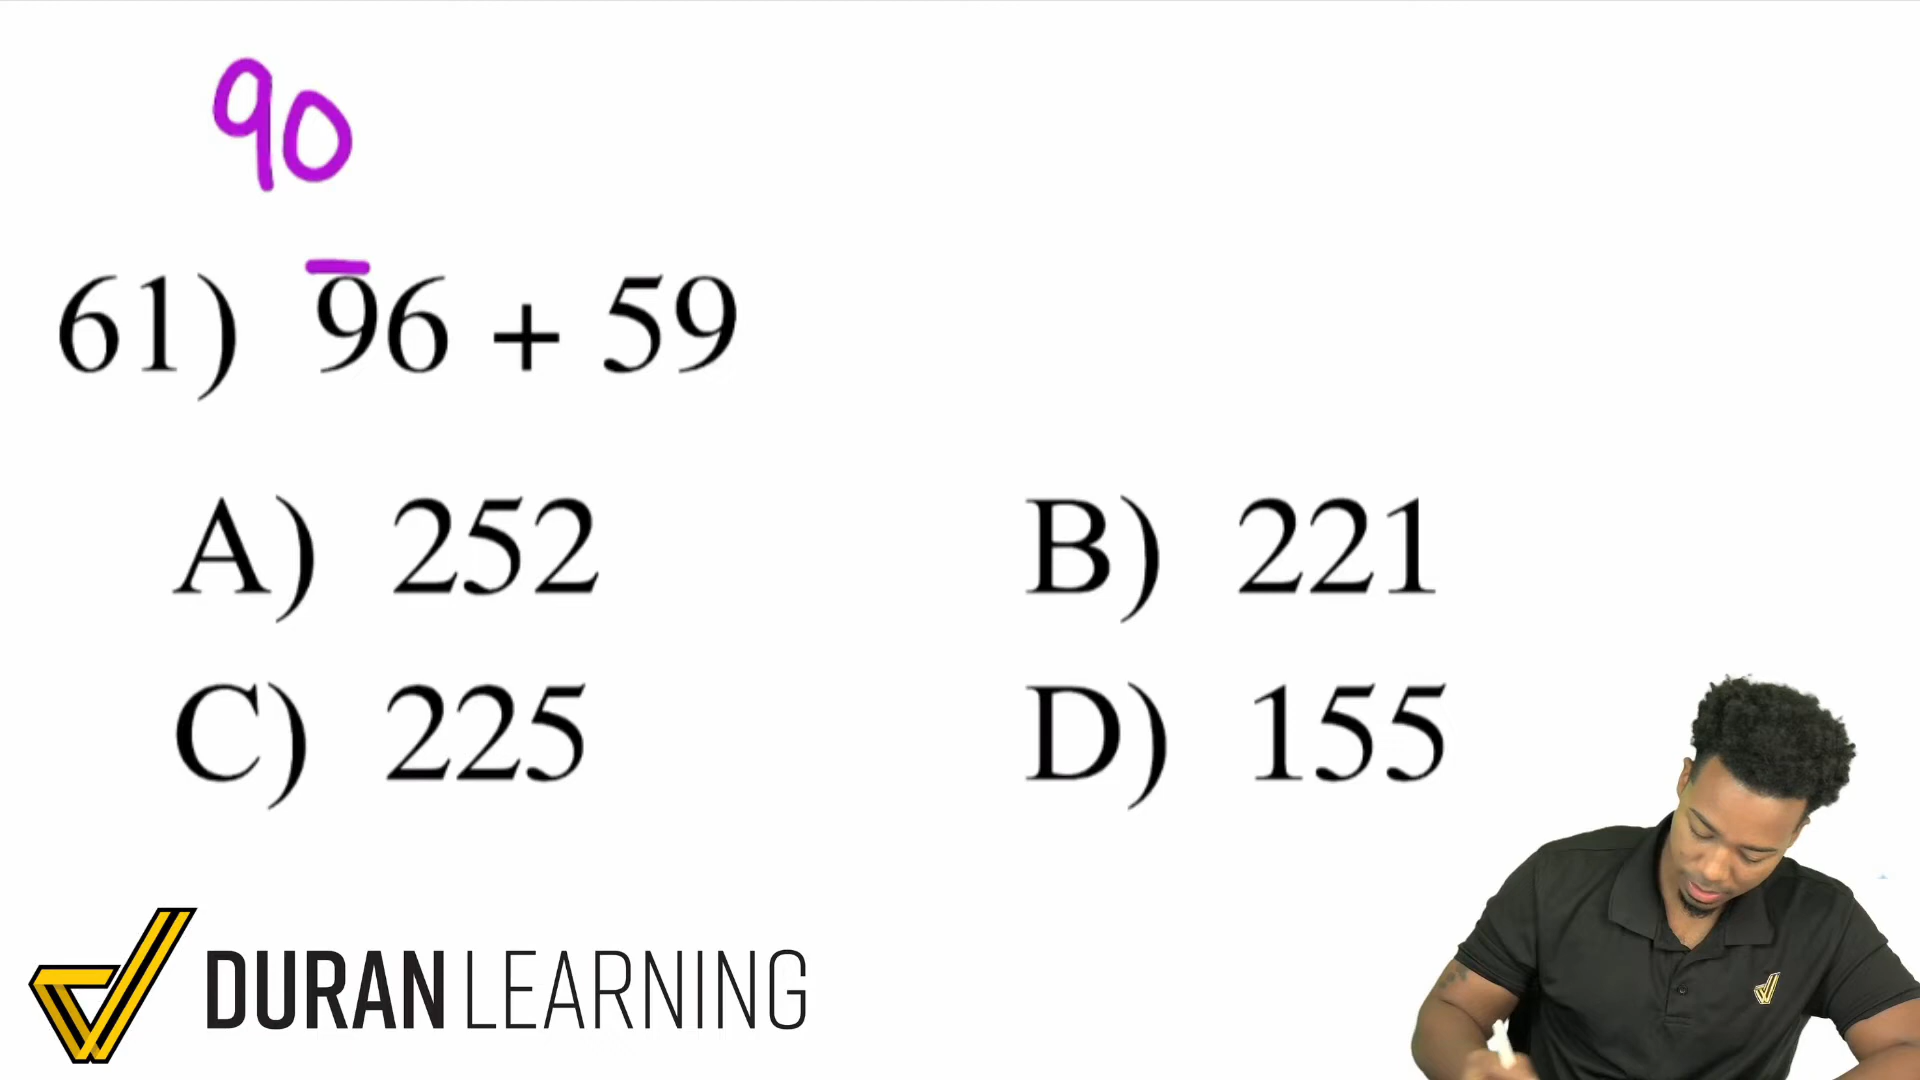 90
61) 96 + 59
A) 252
B) 221
C) 225
D) 155
DURAN LEARNING